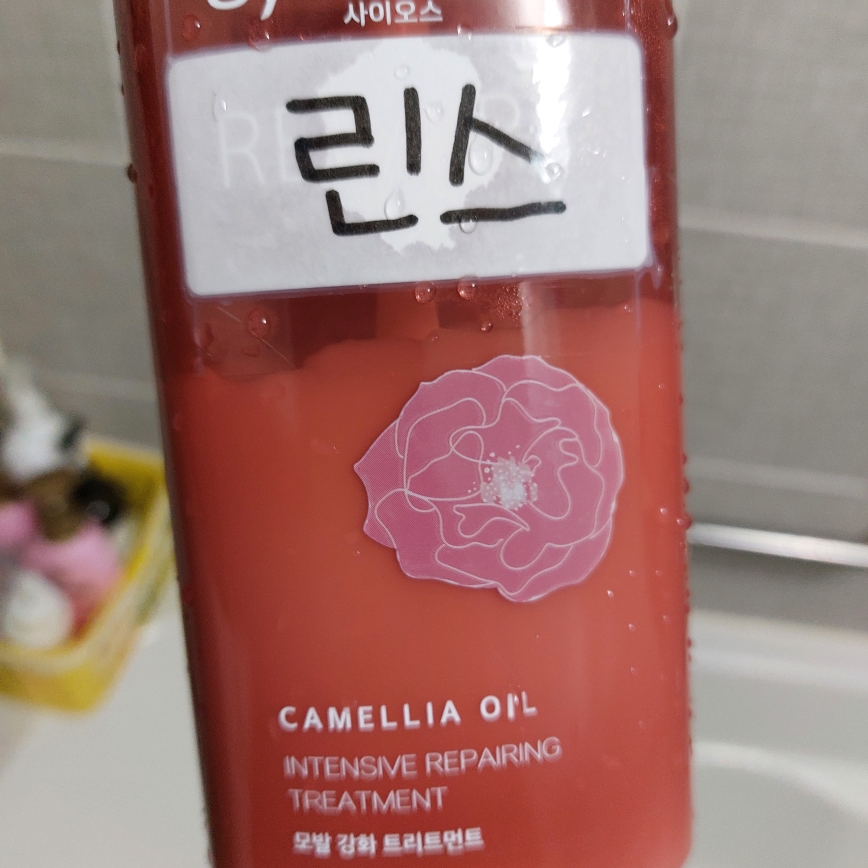 사이오스
린스
CAMELLIA OIL
INTENSIVE REPAIRING
TREATMENT
모발 강화 트리트먼트